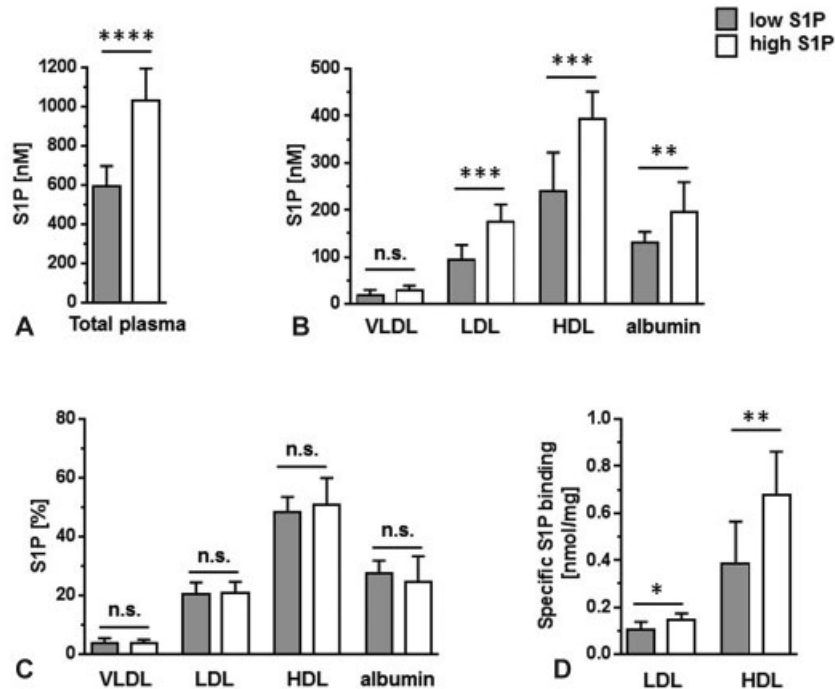 low S1P
high S1P
****
1200
1000
800
600
400
200
0
S1P [nM]
Total plasma
A
500
400
300
200
100
0
S1P [nM]
n.s.
***
***
**
VLDL LDL HDL albumin
B
80
60
40
20
0
S1P [%]
n.s.
n.s.
n.s.
n.s.
VLDL LDL HDL albumin
C
1.0
0.8
0.6
0.4
0.2
0.0
Specific S1P binding
[nmol/mg]
*
**
LDL HDL
D